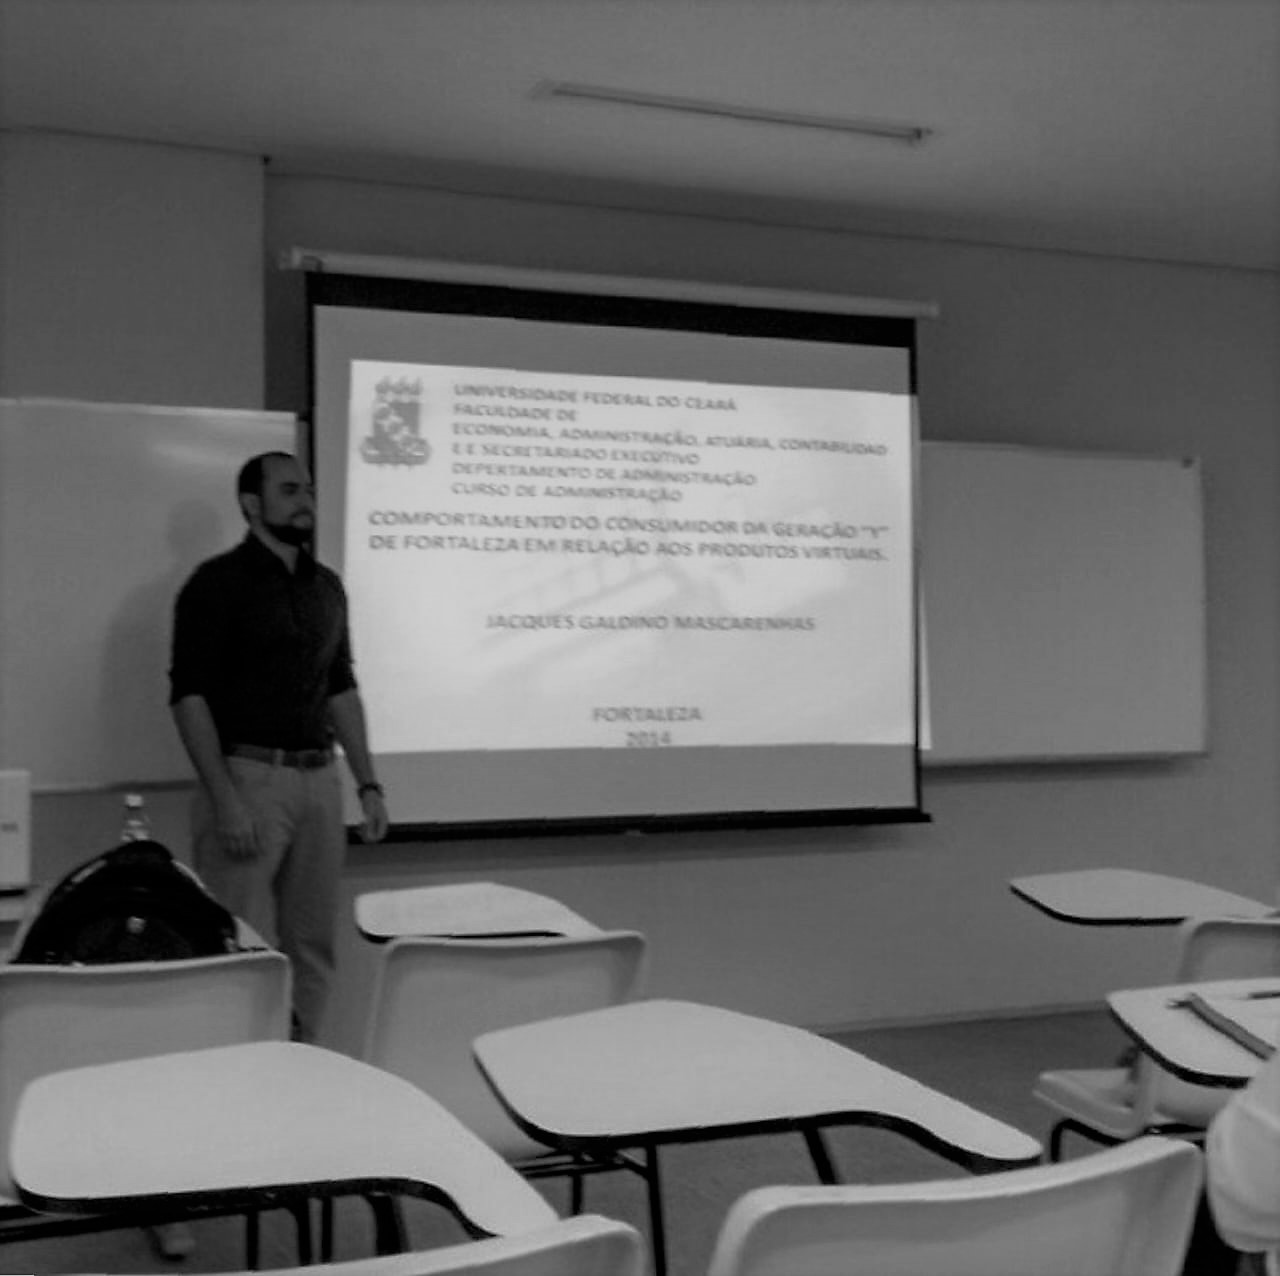 UNIVERSIDADE FEDERAL DO CEARÁ
FACULDADE DE
ECONOMIA, ADMINISTRAÇÃO, ATUÁRIA, CONTABILIDAD
E E SECRETARIADO EXECUTIVO
DEPERTAMENTO DE ADMINISTRAÇÃO
CURSO DE ADMINISTRAÇÃO
COMPORTAMENTO DO CONSUMIDOR DA GERAÇÃO "Y"
DE FORTALEZA EM RELAÇÃO AOS PRODUTOS VIRTUAIS.
JACQUES GALDINO MASCARENHAS
FORTALEZA
2014